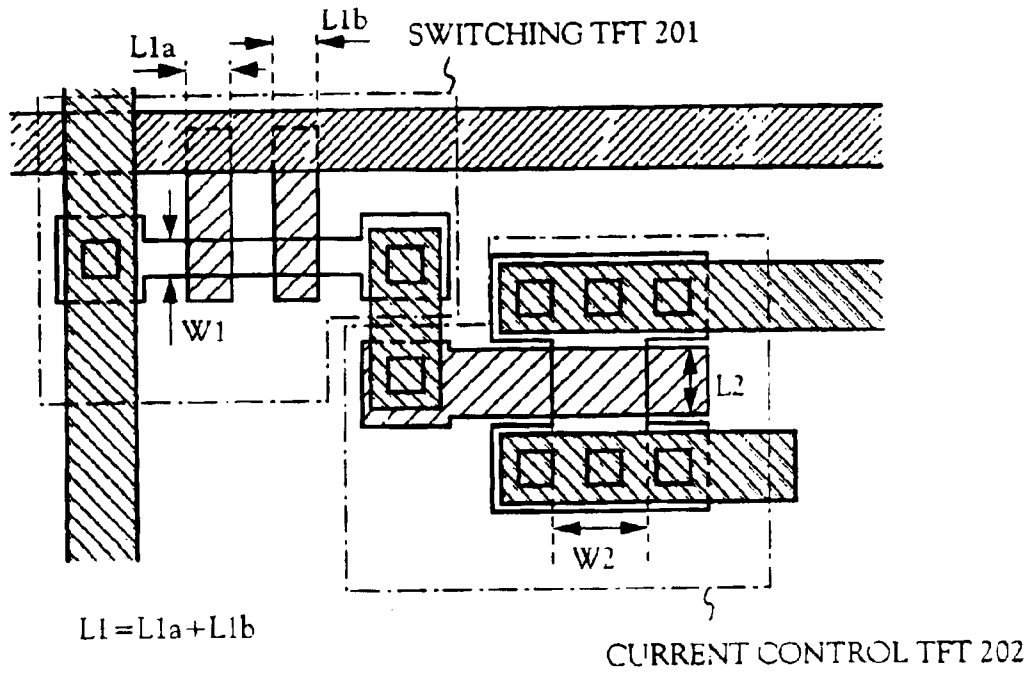 L1a
L1b
SWITCHING TFT 201
W1
L2
W2
L1=L1a+L1b
CURRENT CONTROL TFT 202